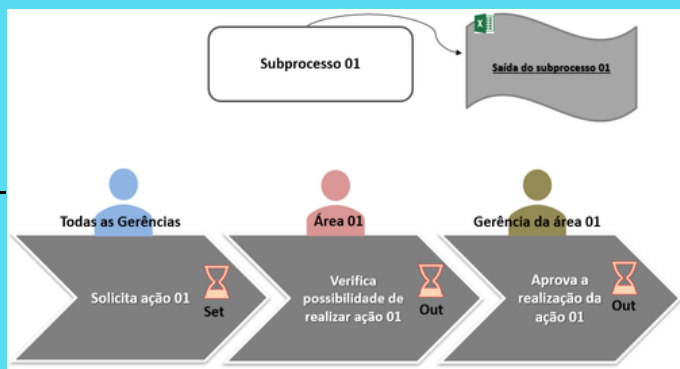 Subprocesso 01
Saída do subprocesso 01
Todas as Gerências
Área 01
Gerência da área 01
Solicita ação 01
Set
Verifica
possibilidade de
realizar ação 01
Out
Aprova a
realização da
ação 01
Out